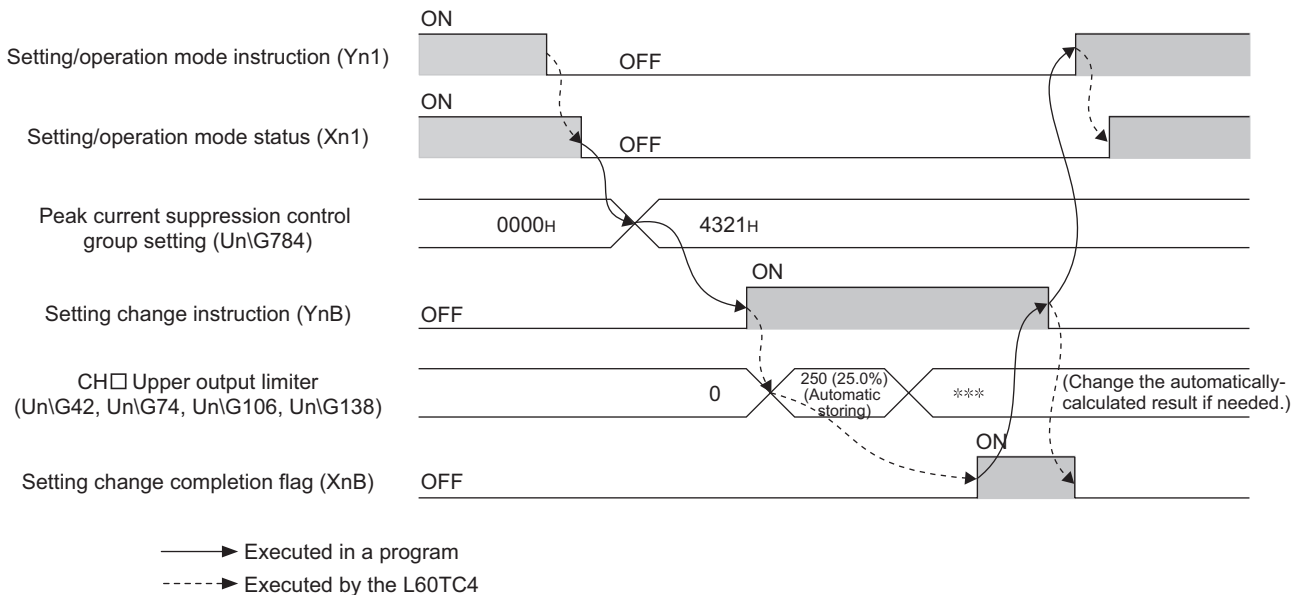 ON
Setting/operation mode instruction (Yn1)
OFF
ON
Setting/operation mode status (Xn1)
OFF
Peak current suppression control
group setting (Un\G784)
0000H
4321H
ON
Setting change instruction (YnB)
OFF
CH□ Upper output limiter
(Un\G42, Un\G74, Un\G106, Un\G138)
0
250 (25.0%)
(Automatic
storing)
***
(Change the automatically-
calculated result if needed.)
ON
Setting change completion flag (XnB)
OFF
Executed in a program
Executed by the L60TC4